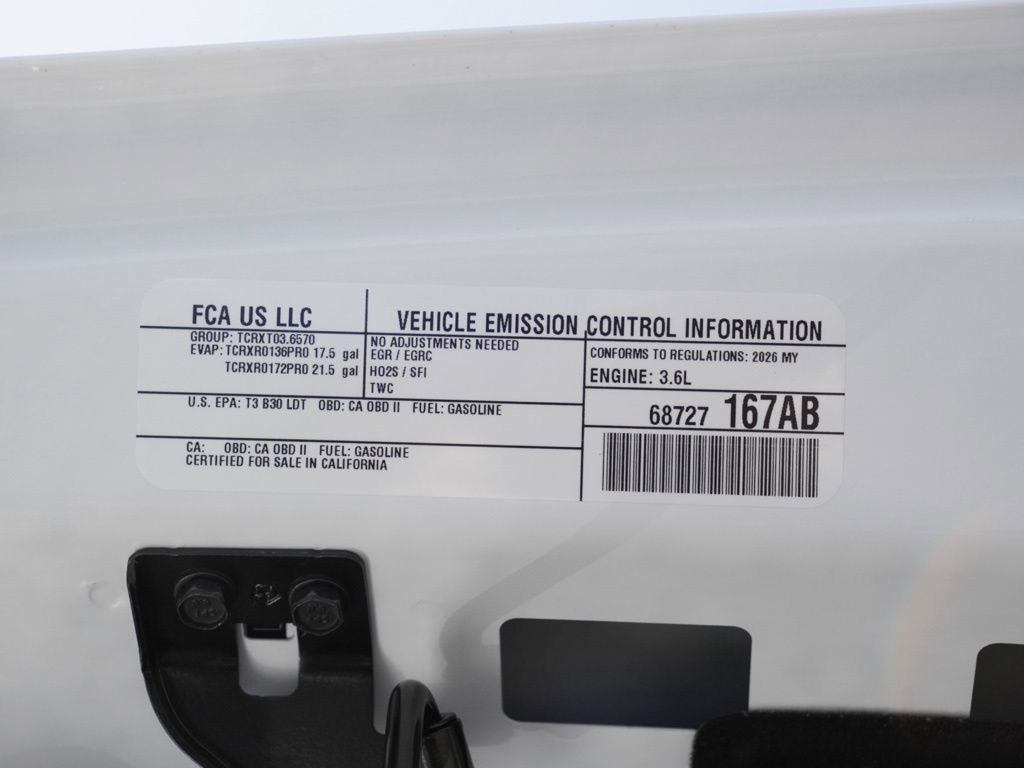 FCA US LLC
VEHICLE EMISSION CONTROL INFORMATION
GROUP: TCRXT03.6570
EVAP: TCRXR0136PR0 17.5 gal
TCRXR0172PR0 21.5 gal
NO ADJUSTMENTS NEEDED
EGR / EGRC
HO2S / SFI
TWC
CONFORMS TO REGULATIONS: 2026 MY
ENGINE: 3.6L
U.S. EPA: T3 B30 LDT OBD: CA OBD II FUEL: GASOLINE
68727 167AB
CA: OBD: CA OBD II FUEL: GASOLINE
CERTIFIED FOR SALE IN CALIFORNIA